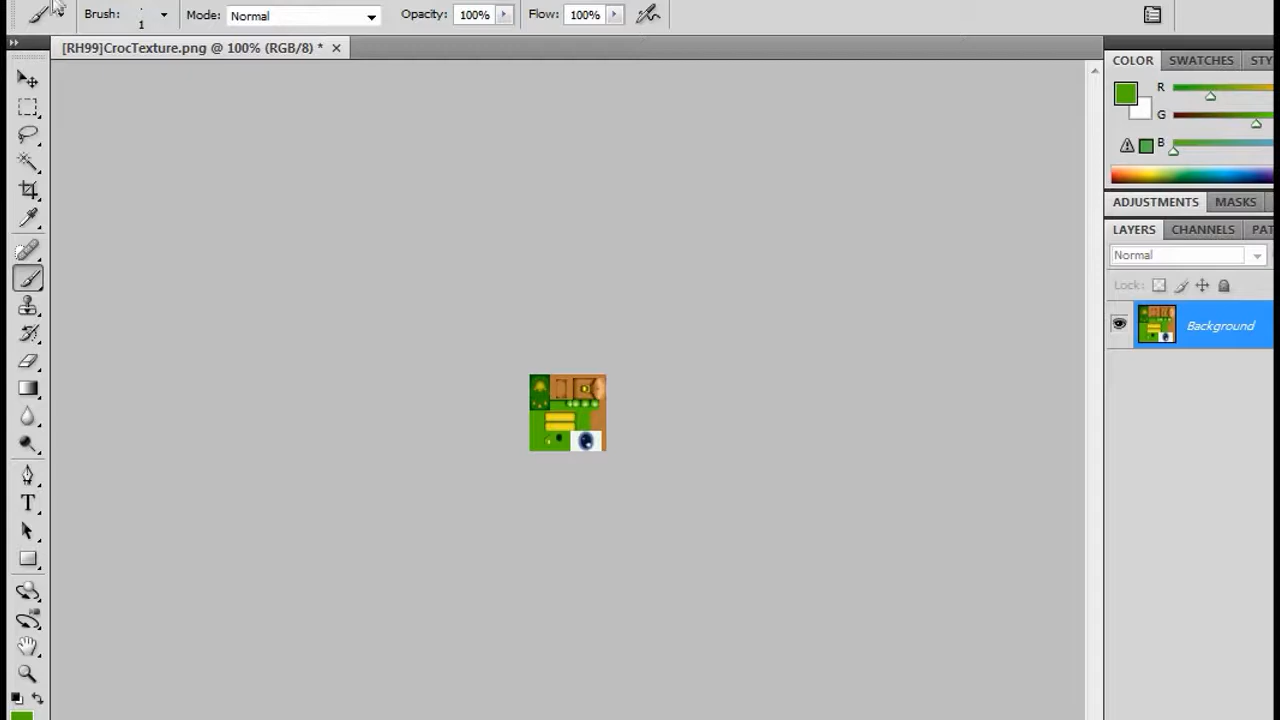 Brush: 1 Mode: Normal Opacity: 100% Flow: 100%
[RH99]CrocTexture.png @ 100% (RGB/8) *
COLOR SWATCHES STY
R
G
B
ADJUSTMENTS MASKS
LAYERS CHANNELS PAT
Normal
Lock:
Background
T